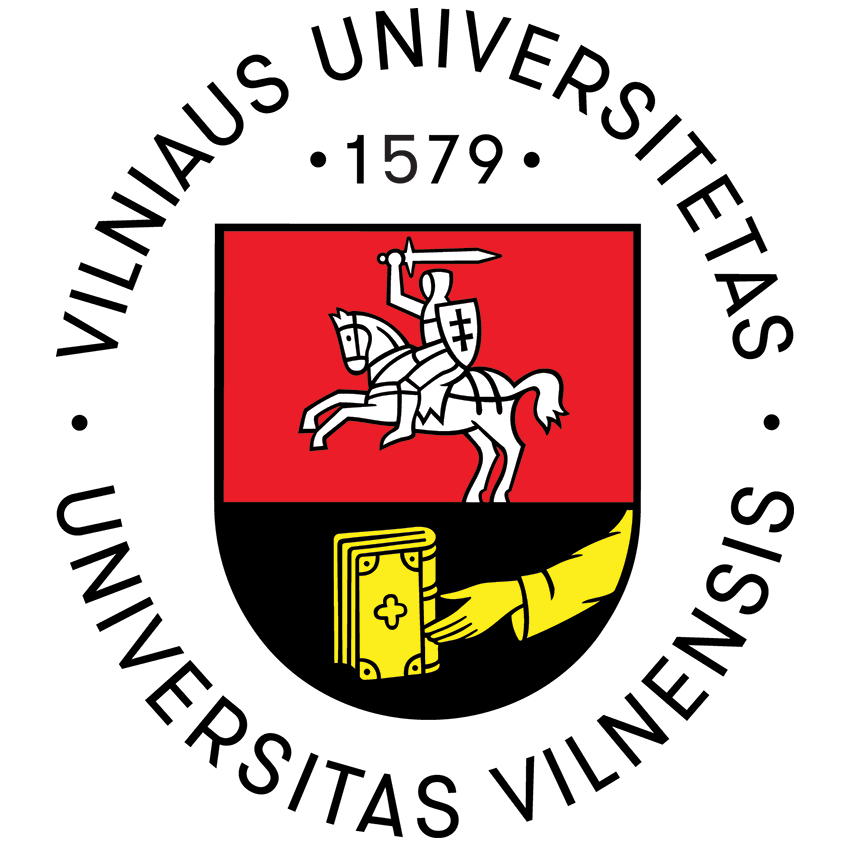 VILNIAUS UNIVERSITETAS
• 1579 •
UNIVERSITAS VILNENSIS